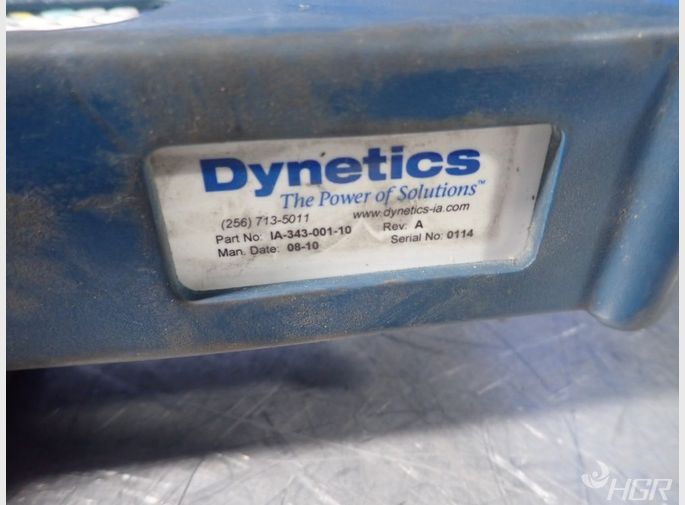 Dynetics
The Power of Solutions™
(256) 713-5011 www.dynetics-ia.com
Part No: IA-343-001-10 Rev: A
Man. Date: 08-10 Serial No: 0114
HGR